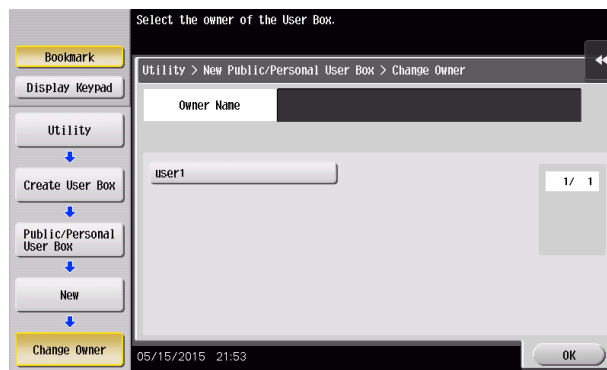 Select the owner of the User Box.
Bookmark
Display Keypad
Utility
Create User Box
Public/Personal
User Box
New
Change Owner
Utility > New Public/Personal User Box > Change Owner
Owner Name
user1
1/ 1
05/15/2015 21:53
OK